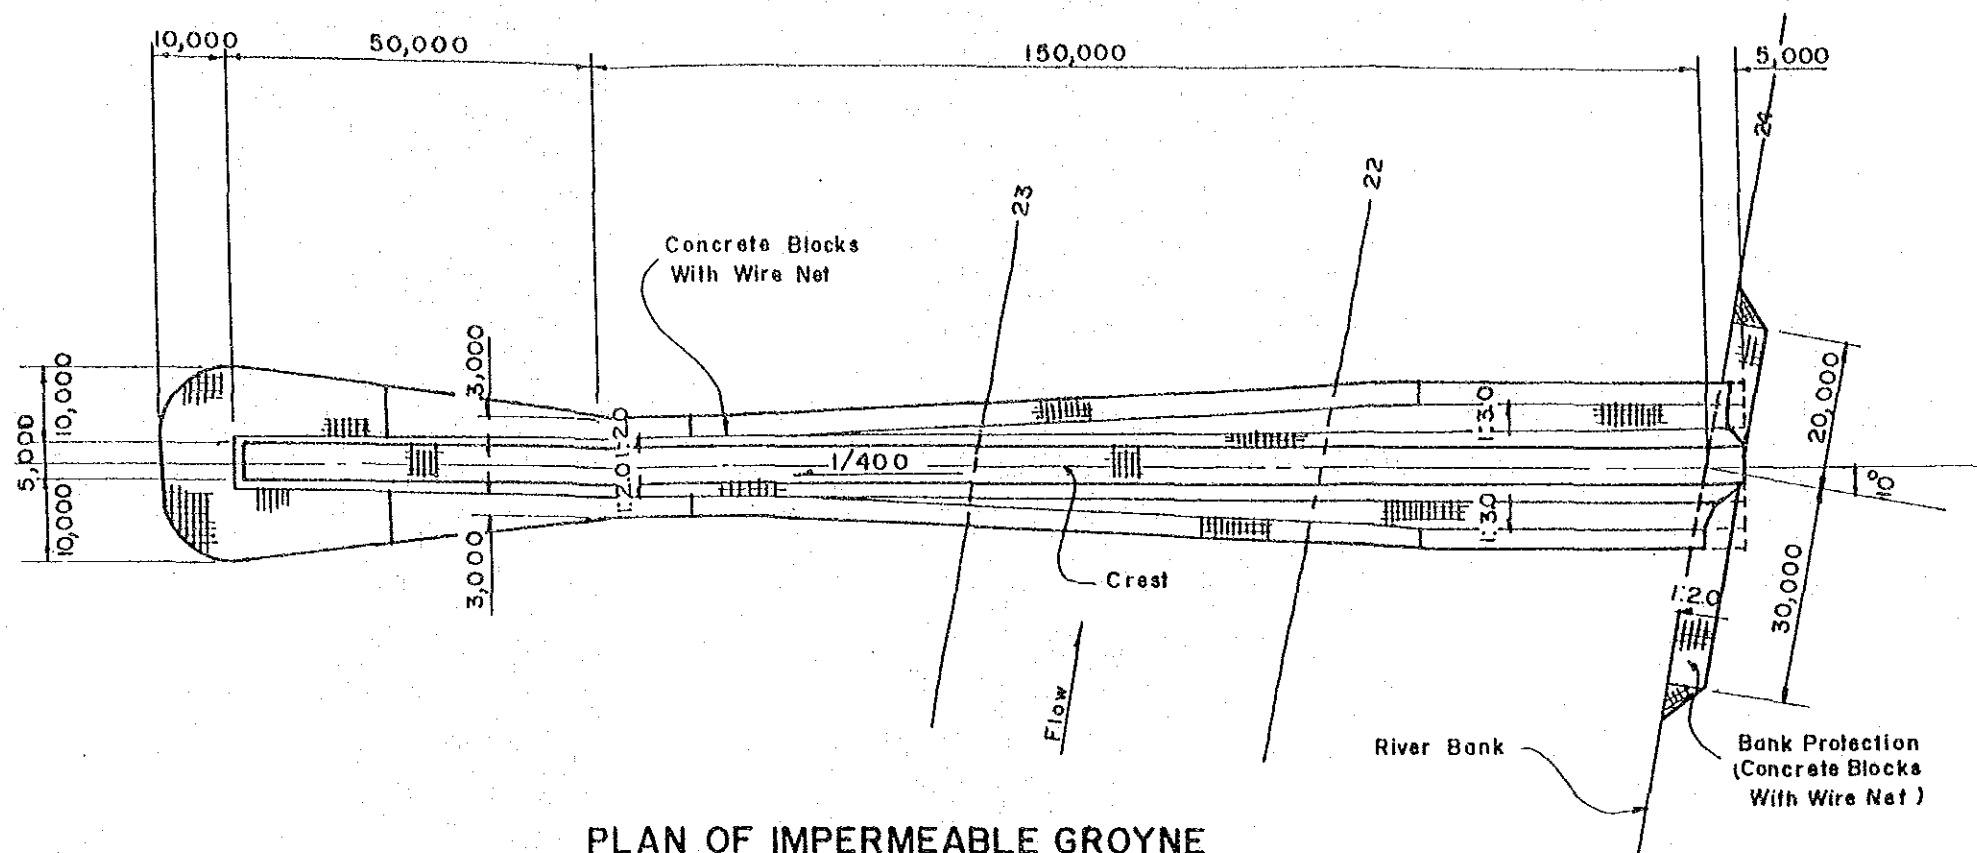 10,000
50,000
150,000
5,000
24
22
23
Concrete Blocks
With Wire Net
3,000
10,000
5,000
10,000
3,000
1:2.0
1:2.0
1/400
1:3.0
1:3.0
20,000
10°
30,000
1:2.0
Crest
Flow
River Bank
Bank Protection
(Concrete Blocks
With Wire Net)
PLAN OF IMPERMEABLE GROYNE